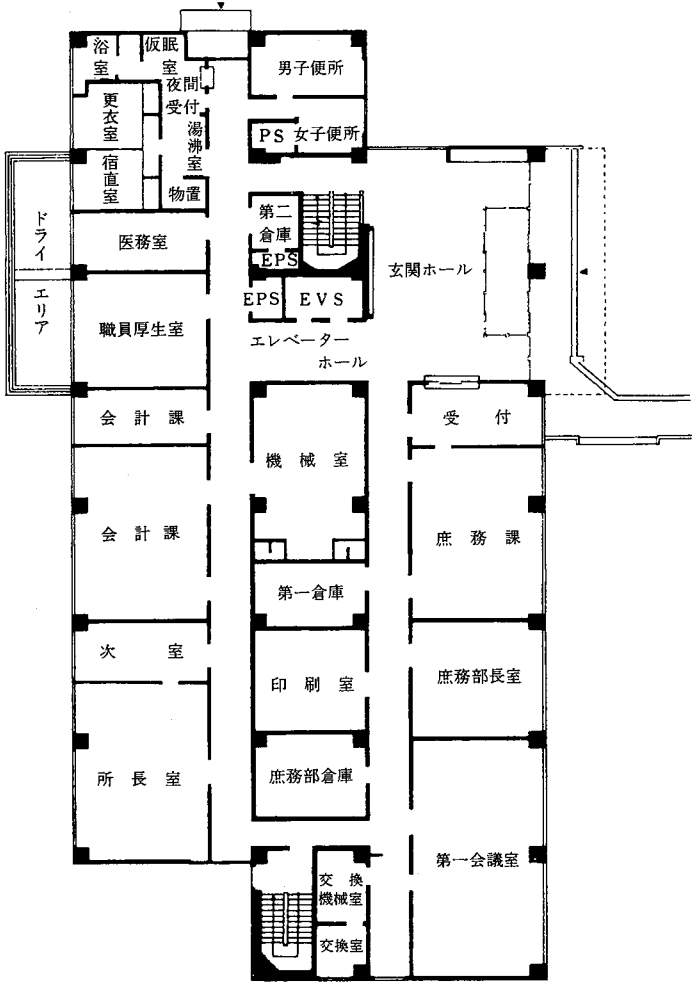 浴室
仮眠室
夜間受付
男子便所
更衣室
湯沸室
PS
女子便所
宿直室
物置
ドライエリア
医務室
第二
倉庫
EPS
玄関ホール
職員厚生室
EPS
EVS
エレベーター
ホール
会計課
受付
機械室
会計課
庶務課
第一倉庫
次室
印刷室
庶務部長室
所長室
庶務部倉庫
第一会議室
交換
機械室
交換室